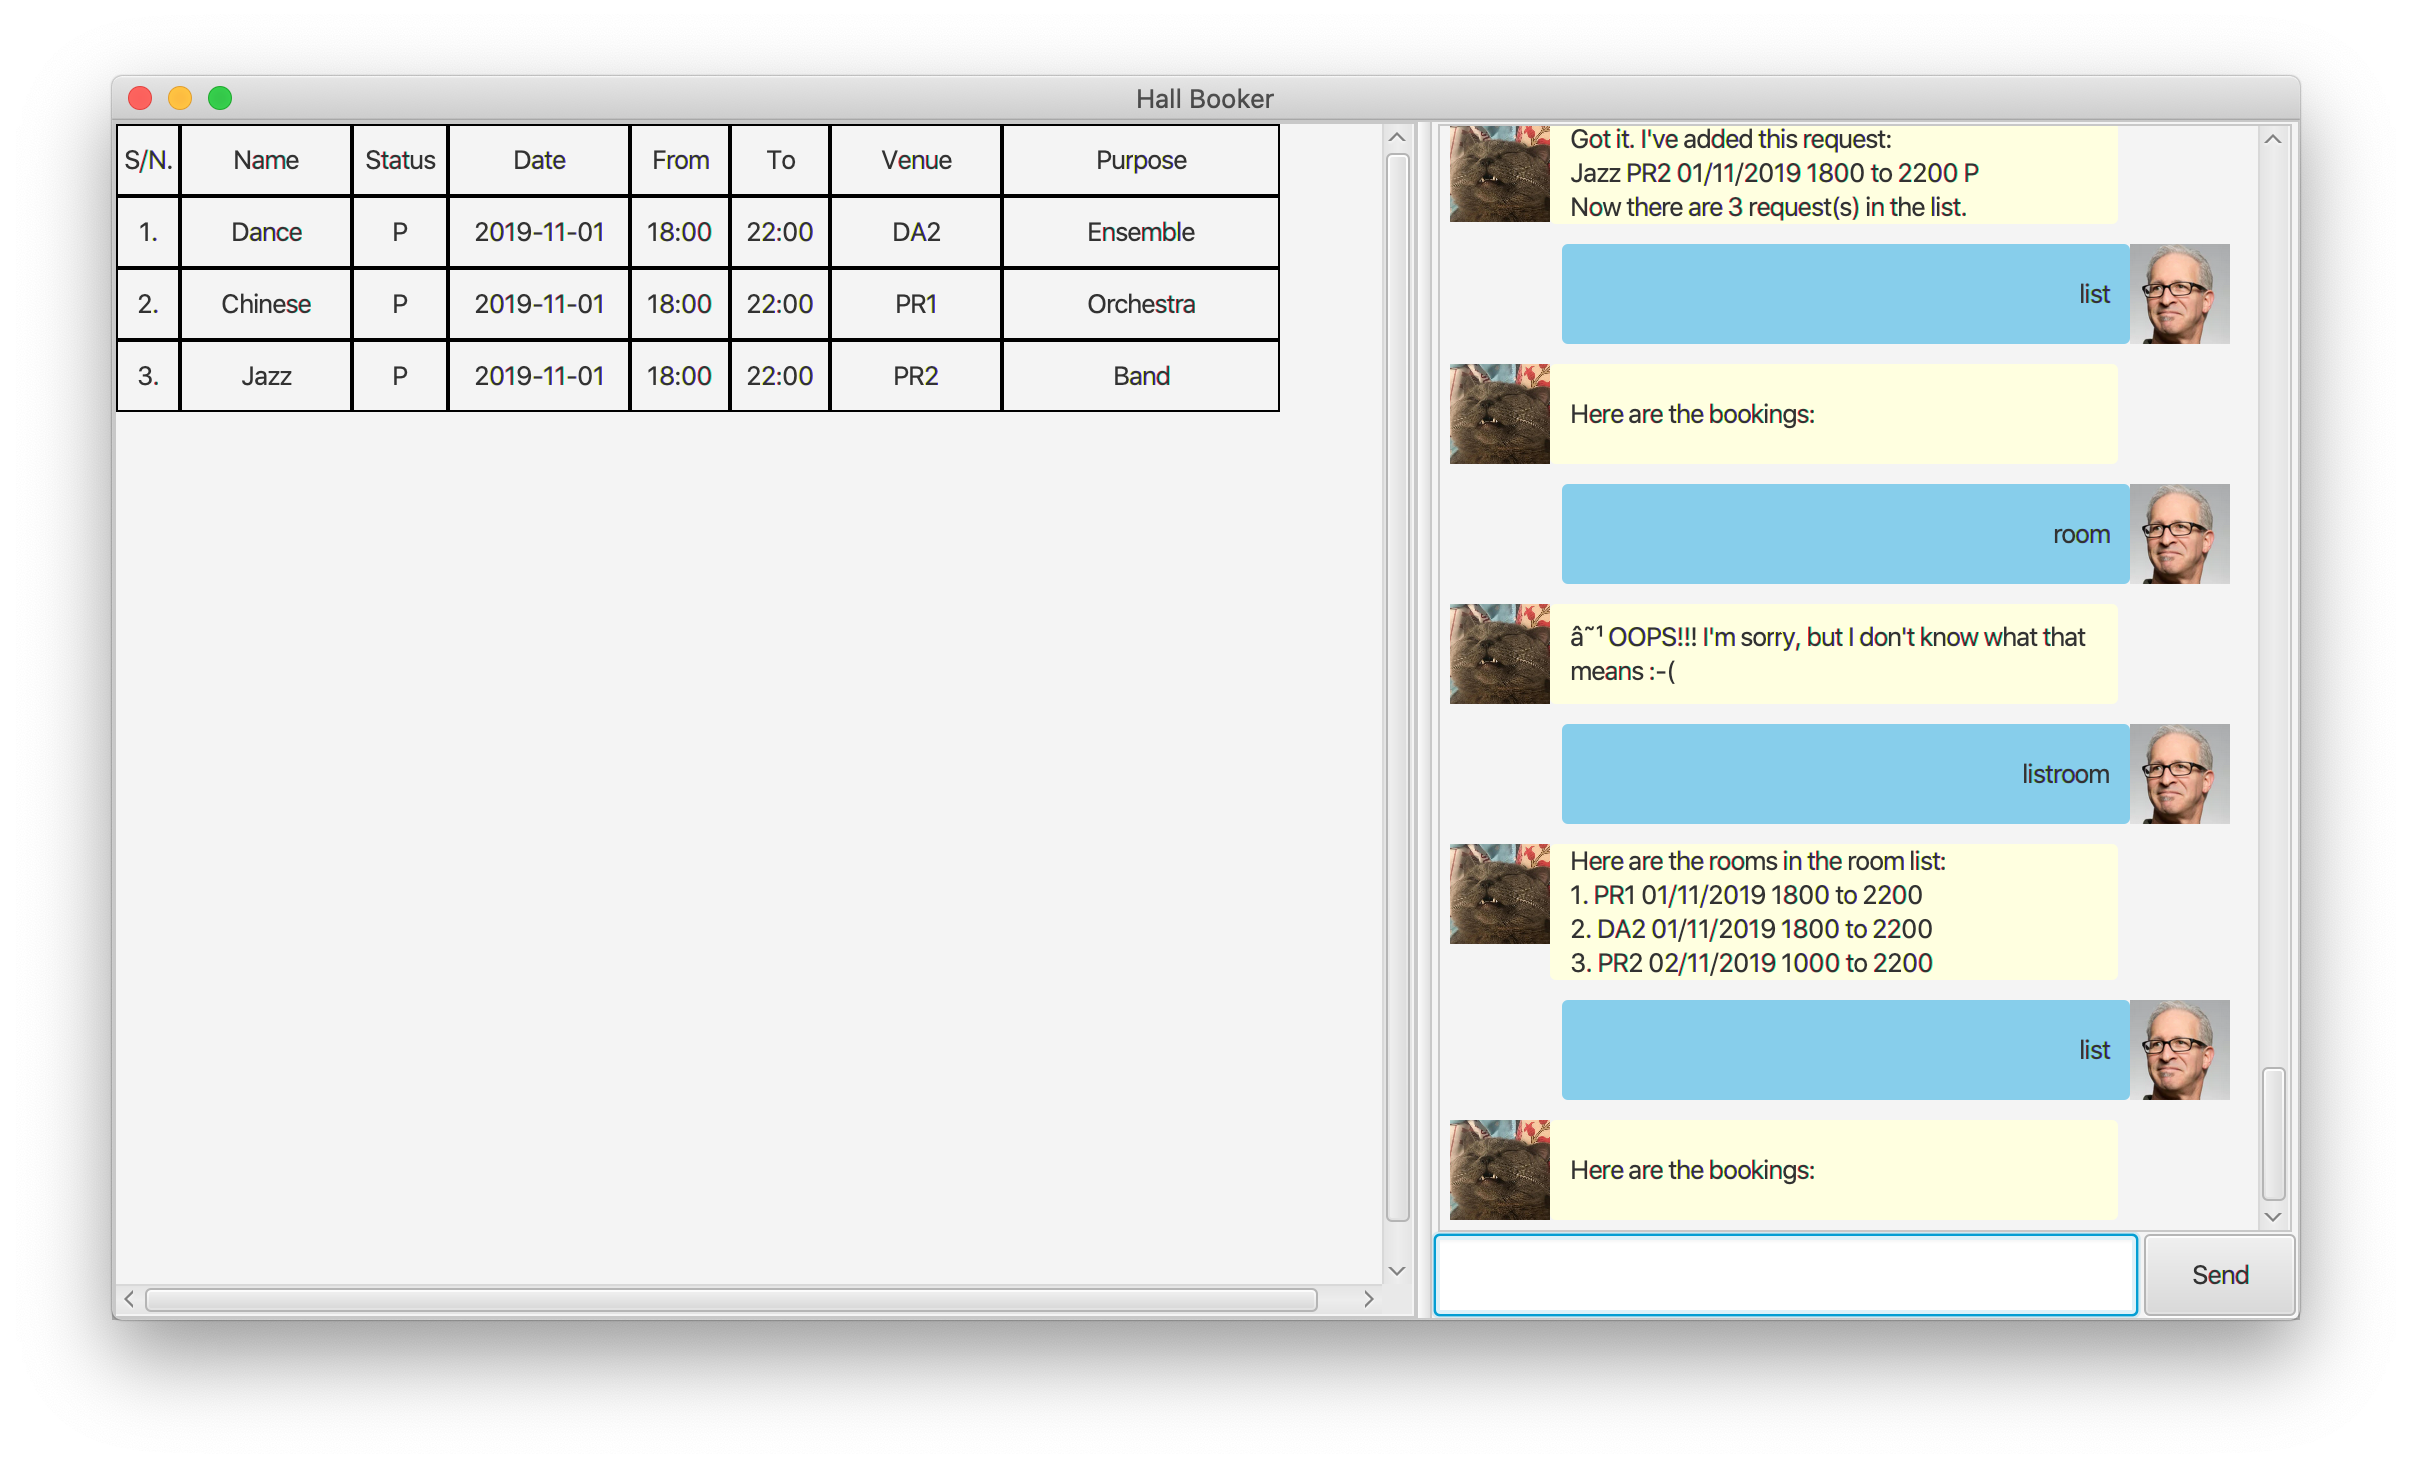 Hall Booker
S/N. Name Status Date From To Venue Purpose
1. Dance P 2019-11-01 18:00 22:00 DA2 Ensemble
2. Chinese P 2019-11-01 18:00 22:00 PR1 Orchestra
3. Jazz P 2019-11-01 18:00 22:00 PR2 Band
Got it. I've added this request:
Jazz PR2 01/11/2019 1800 to 2200 P
Now there are 3 request(s) in the list.
list
Here are the bookings:
room
â˜¹ OOPS!!! I'm sorry, but I don't know what that
means :-(
listroom
Here are the rooms in the room list:
1. PR1 01/11/2019 1800 to 2200
2. DA2 01/11/2019 1800 to 2200
3. PR2 02/11/2019 1000 to 2200
list
Here are the bookings:
Send